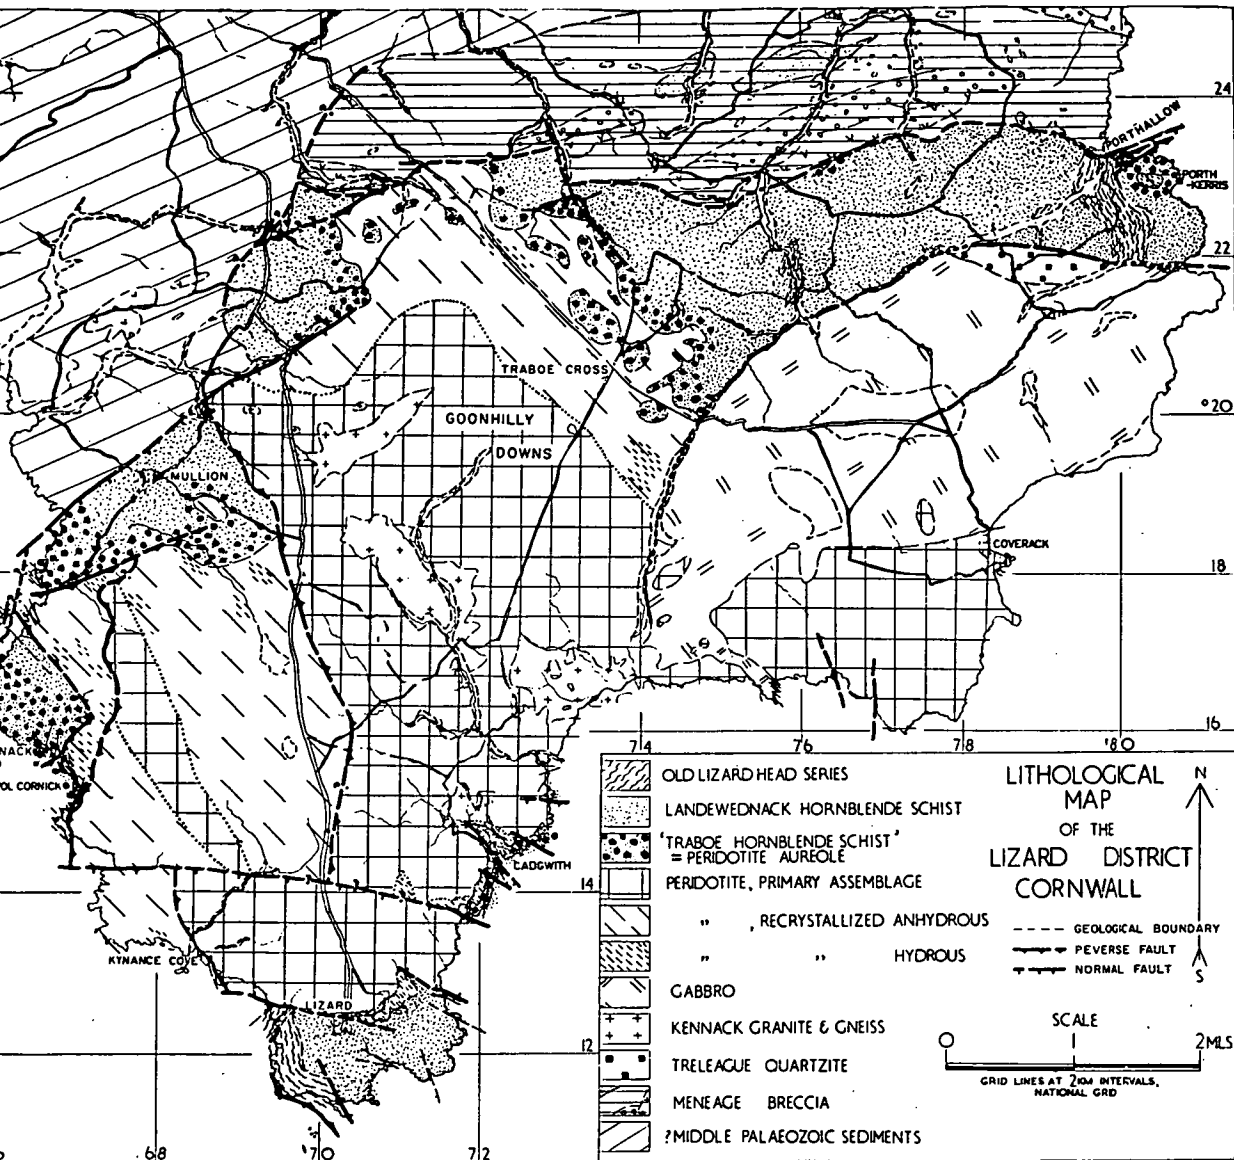 24
PORTHALLOW
PORTH
-KERRIS
22
TRABOE CROSS
GOONHILLY
DOWNS
20
MULLION
COVERACK
18
16
74
76
78
80
POL CORNICK
CADGWITH
14
KYNANCE COVE
LIZARD
12
68
70
72
LITHOLOGICAL
MAP
OF THE
LIZARD DISTRICT
CORNWALL
N
S
OLD LIZARD HEAD SERIES
LANDEWEDNACK HORNBLENDE SCHIST
'TRABOE HORNBLENDE SCHIST'
= PERIDOTITE AUREOLE
PERIDOTITE, PRIMARY ASSEMBLAGE
" , RECRYSTALLIZED ANHYDROUS
" " HYDROUS
GABBRO
KENNACK GRANITE & GNEISS
TRELEAGUE QUARTZITE
MENEAGE BRECCIA
?MIDDLE PALAEOZOIC SEDIMENTS
GEOLOGICAL BOUNDARY
REVERSE FAULT
NORMAL FAULT
SCALE
O 2MLS
GRID LINES AT 2KM INTERVALS,
NATIONAL GRID